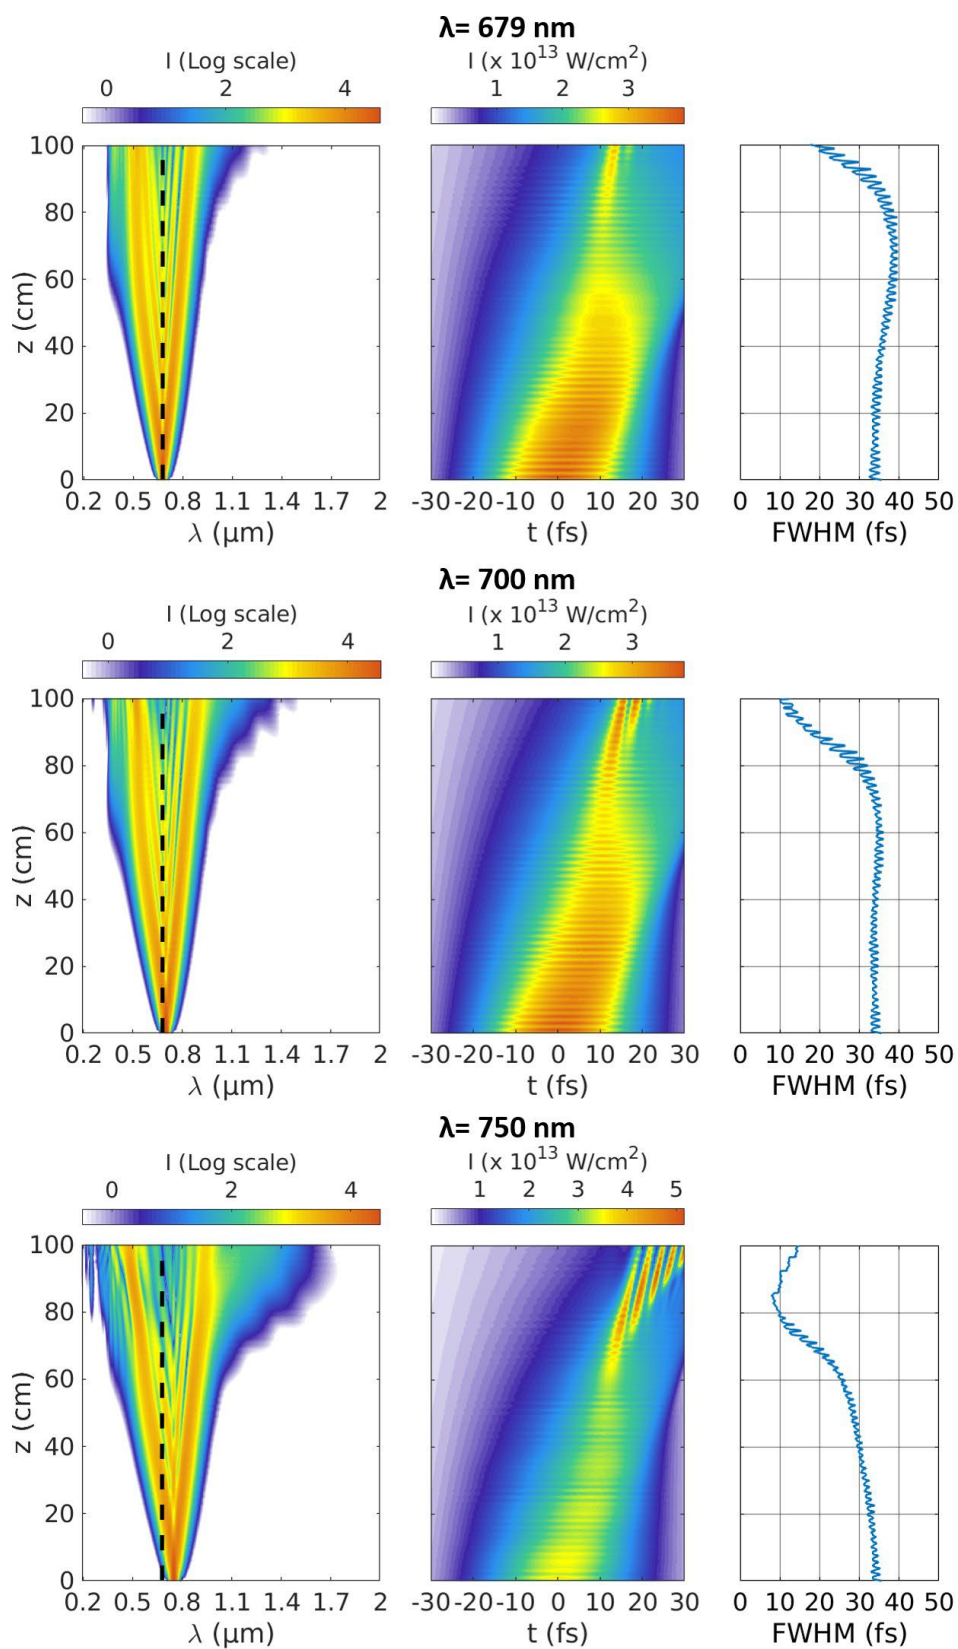 λ= 679 nm
I (Log scale)
I (x 10¹³ W/cm²)
0 2 4
1 2 3
100
80
60
40
20
0
z (cm)
0.2 0.5 0.8 1.1 1.4 1.7 2
-30 -20 -10 0 10 20 30
0 10 20 30 40 50
λ (μm)
t (fs)
FWHM (fs)
λ= 700 nm
I (Log scale)
I (x 10¹³ W/cm²)
0 2 4
1 2 3
100
80
60
40
20
0
z (cm)
0.2 0.5 0.8 1.1 1.4 1.7 2
-30 -20 -10 0 10 20 30
0 10 20 30 40 50
λ (μm)
t (fs)
FWHM (fs)
λ= 750 nm
I (Log scale)
I (x 10¹³ W/cm²)
0 2 4
1 2 3 4 5
100
80
60
40
20
0
z (cm)
0.2 0.5 0.8 1.1 1.4 1.7 2
-30 -20 -10 0 10 20 30
0 10 20 30 40 50
λ (μm)
t (fs)
FWHM (fs)